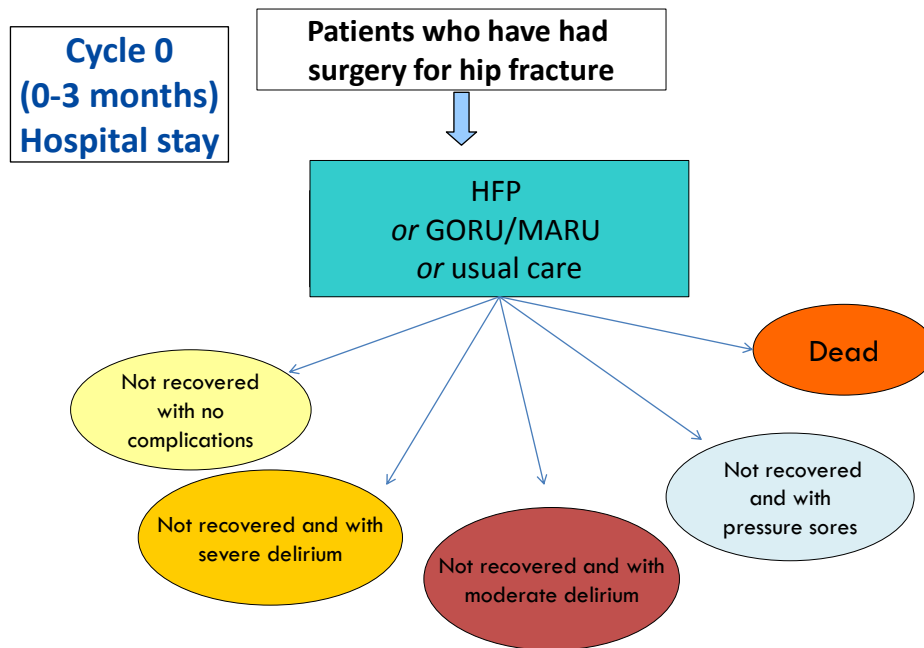 Cycle 0
(0-3 months)
Hospital stay
Patients who have had
surgery for hip fracture
HFP
or GORU/MARU
or usual care
Dead
Not recovered
with no
complications
Not recovered
and with
pressure sores
Not recovered and with
severe delirium
Not recovered and with
moderate delirium